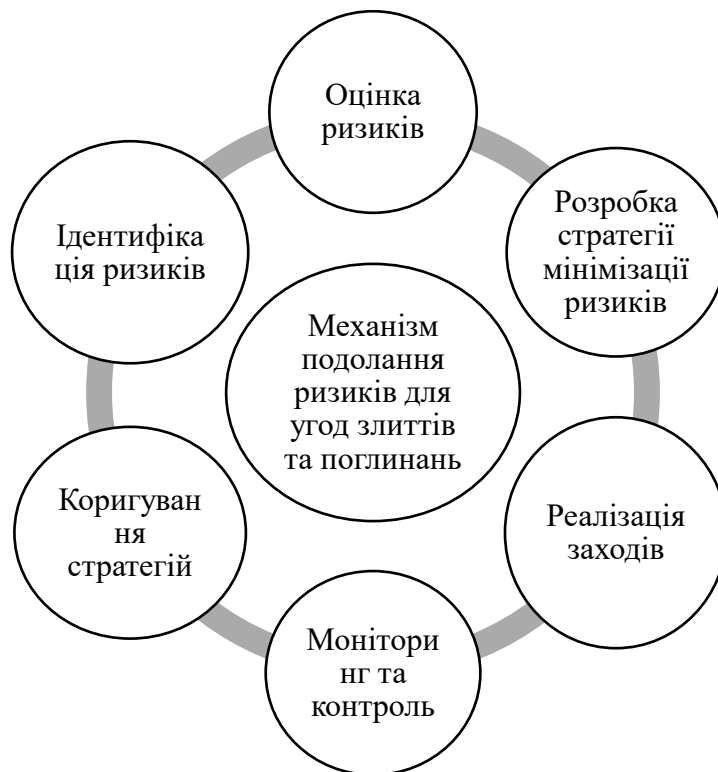 Оцінка
ризиків
Розробка
стратегії
мінімізації
ризиків
Ідентифіка
ція ризиків
Механізм
подолання
ризиків для
угод злиттів
та поглинань
Коригуван
ня
стратегій
Реалізація
заходів
Монітори
нг та
контроль